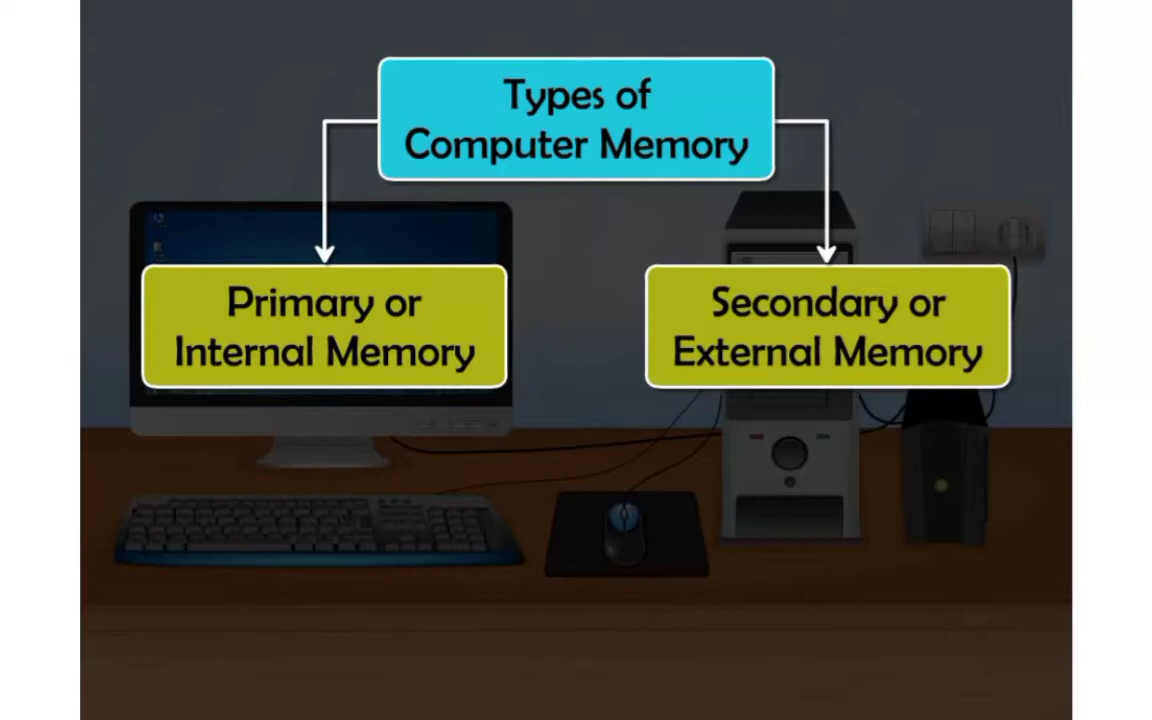 Types of
Computer Memory
Primary or
Internal Memory
Secondary or
External Memory